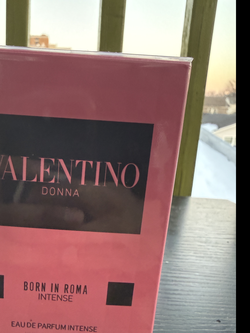 VALENTINO
DONNA
BORN IN ROMA
INTENSE
EAU DE PARFUM INTENSE